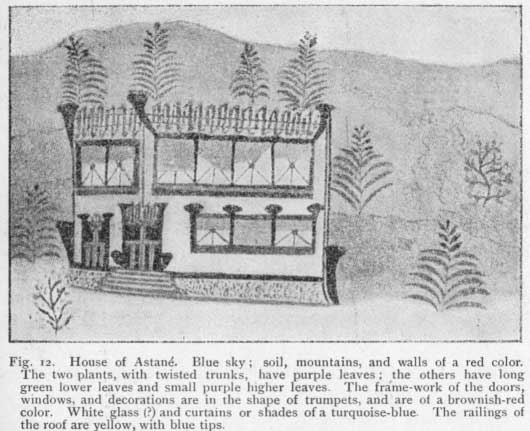 Fig. 12. House of Astané. Blue sky; soil, mountains, and walls of a red color.
The two plants, with twisted trunks, have purple leaves; the others have long
green lower leaves and small purple higher leaves. The frame-work of the doors,
windows, and decorations are in the shape of trumpets, and are of a brownish-red
color. White glass (?) and curtains or shades of a turquoise-blue. The railings of
the roof are yellow, with blue tips.